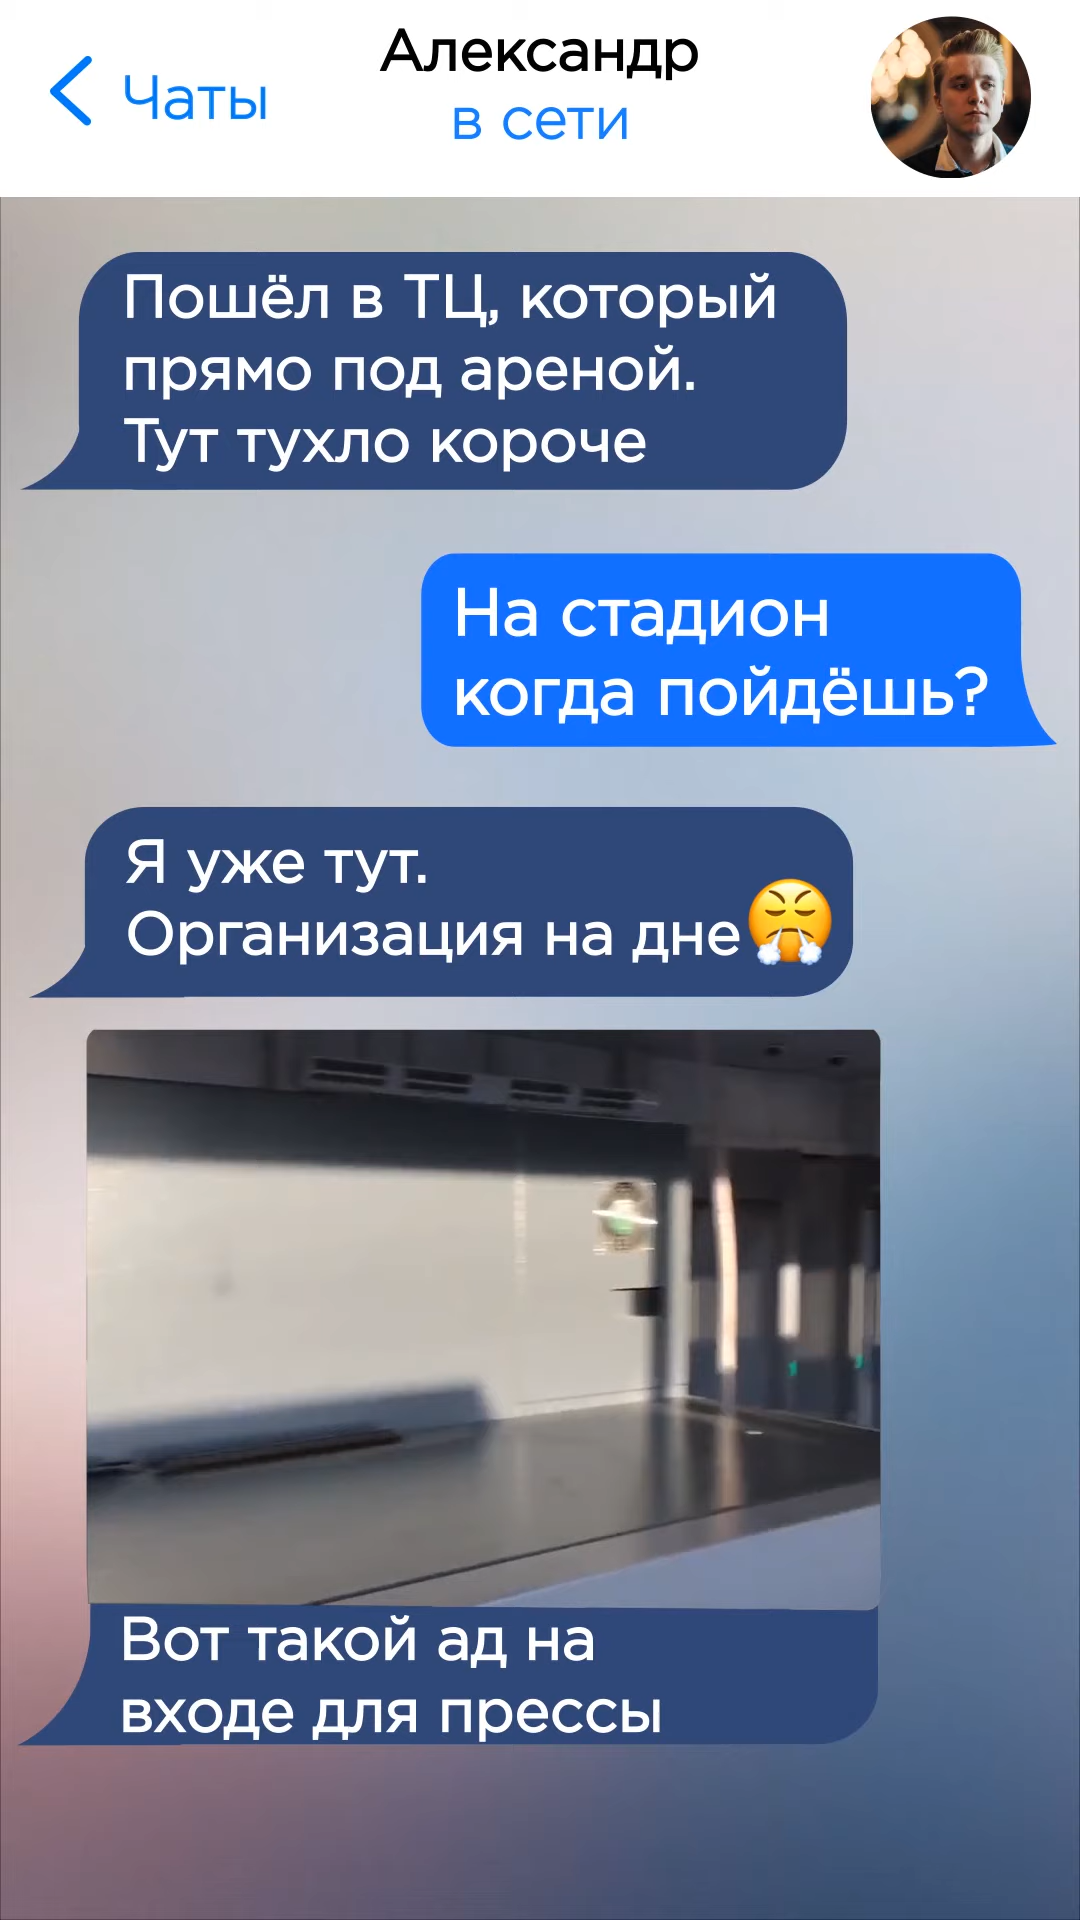 Александр
Чаты
в сети
Пошёл в ТЦ, который
прямо под ареной.
Тут тухло короче
На стадион
когда пойдёшь?
Я уже тут.
Организация на дне😤
Вот такой ад на
входе для прессы